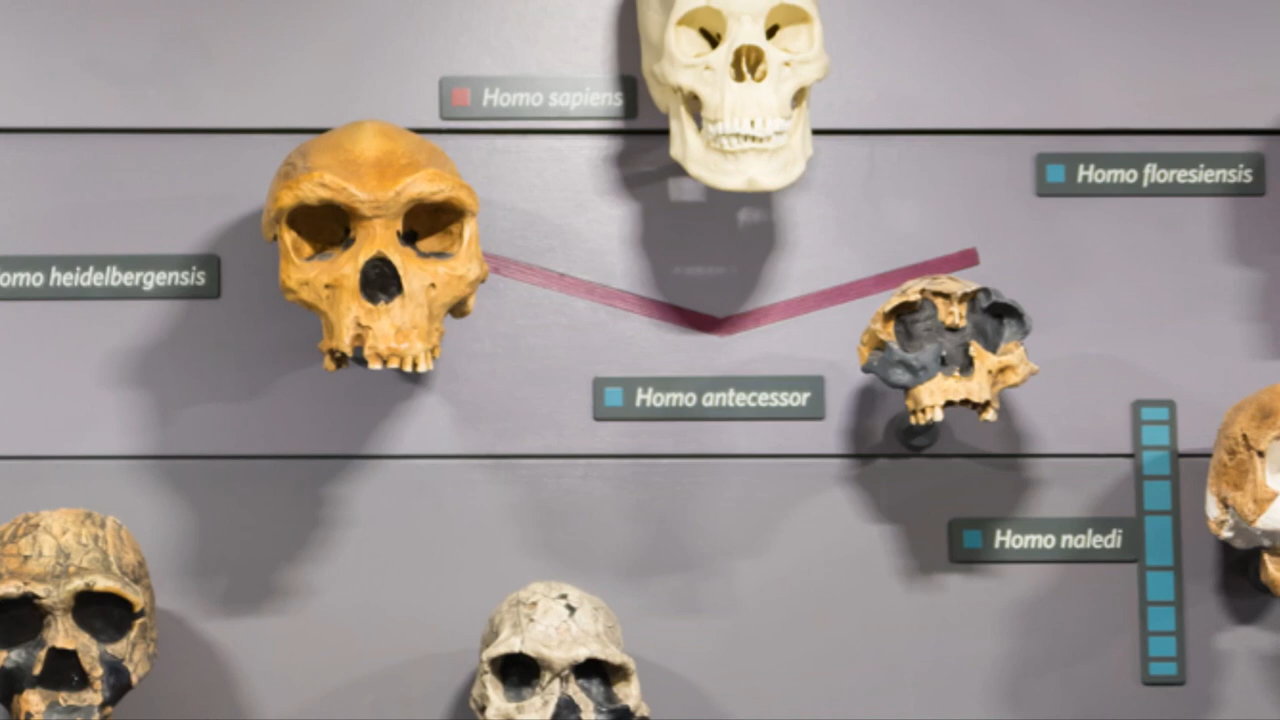 Homo sapiens
Homo floresiensis
omo heidelbergensis
Homo antecessor
Homo naledi